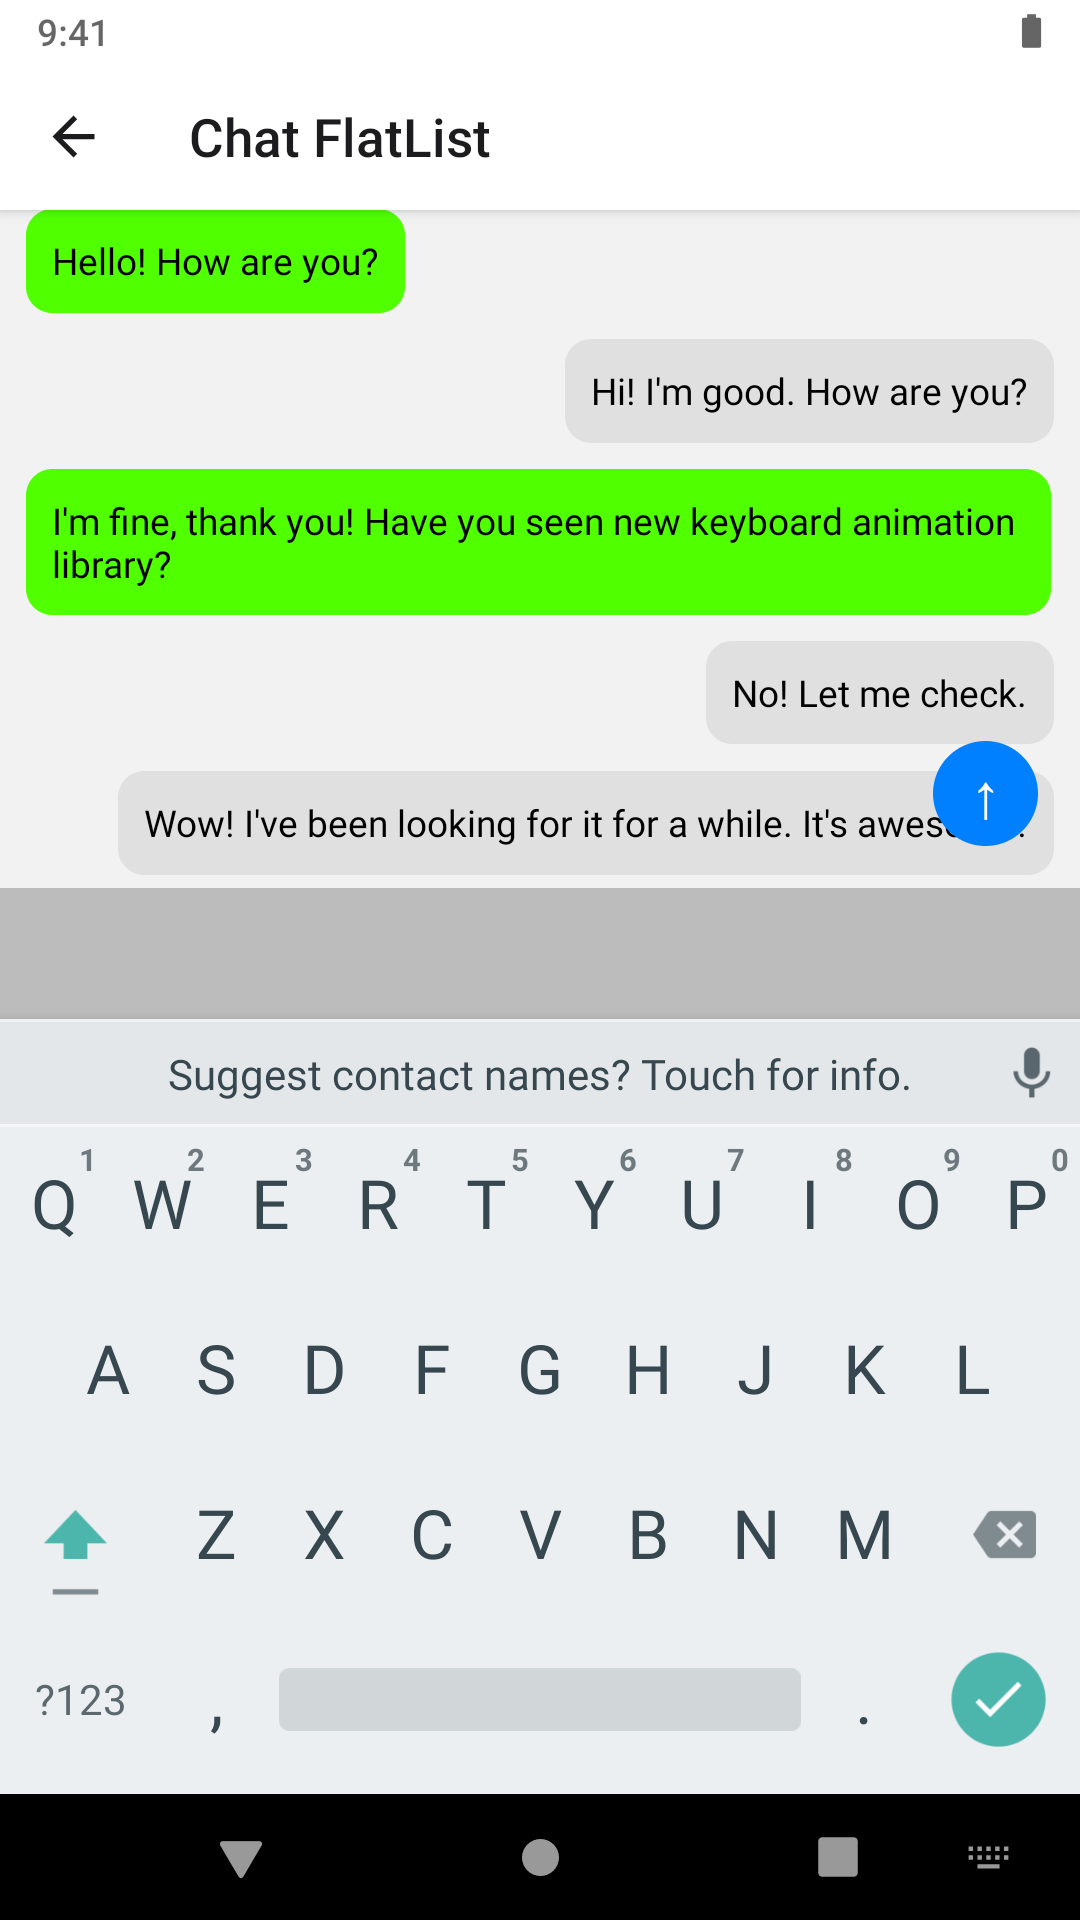 9:41
Chat FlatList
Hello! How are you?
Hi! I'm good. How are you?
I'm fine, thank you! Have you seen new keyboard animation
library?
No! Let me check.
Wow! I've been looking for it for a while. It's
↑
Suggest contact names? Touch for info.
1 2 3 4 5 6 7 8 9 0
Q W E R T Y U I O P
A S D F G H J K L
Z X C V B N M
?123 , .